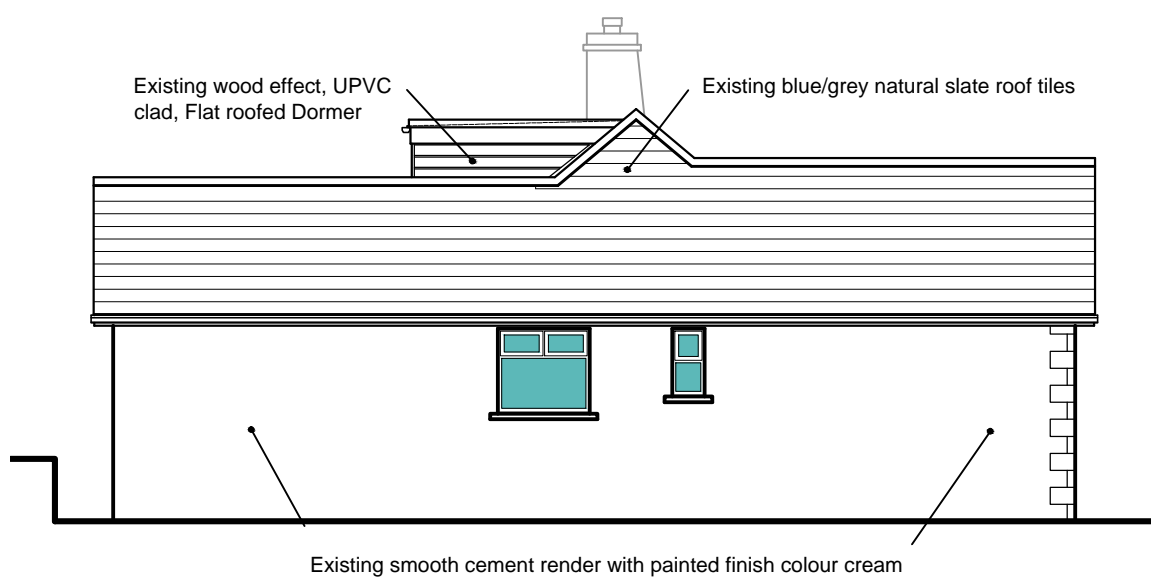 Existing wood effect, UPVC
clad, Flat roofed Dormer
Existing blue/grey natural slate roof tiles
Existing smooth cement render with painted finish colour cream